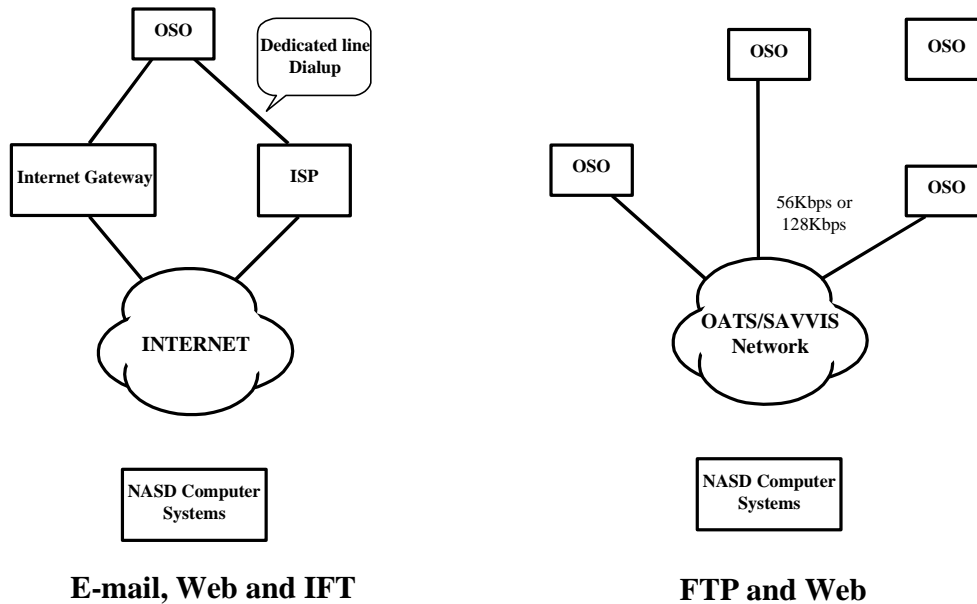 OSO
Dedicated line
Dialup
Internet Gateway
ISP
INTERNET
NASD Computer
Systems
E-mail, Web and IFT
OSO
OSO
OSO
OSO
56Kbps or
128Kbps
OATS/SAVVIS
Network
NASD Computer
Systems
FTP and Web